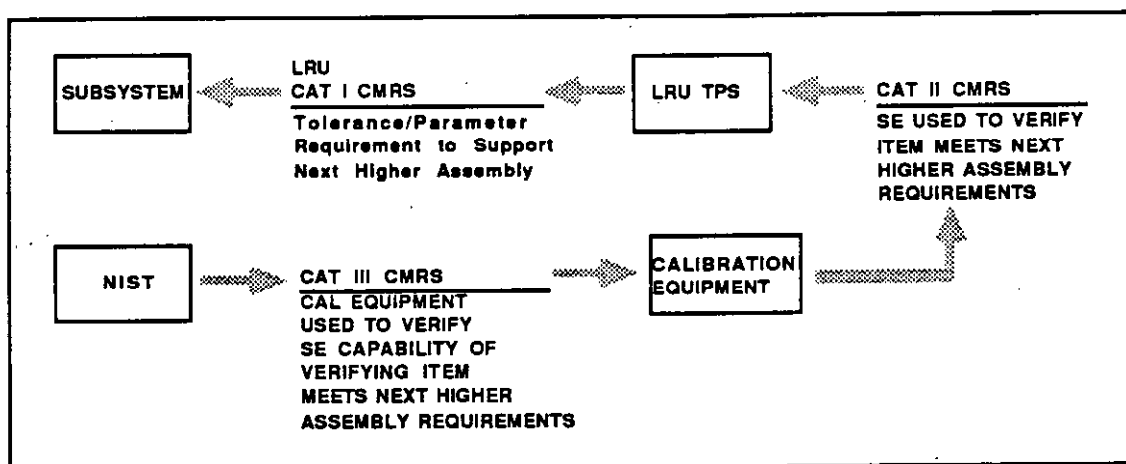 SUBSYSTEM
LRU
CAT I CMRS
Tolerance/Parameter
Requirement to Support
Next Higher Assembly
LRU TPS
CAT II CMRS
SE USED TO VERIFY
ITEM MEETS NEXT
HIGHER ASSEMBLY
REQUIREMENTS
NIST
CAT III CMRS
CAL EQUIPMENT
USED TO VERIFY
SE CAPABILITY OF
VERIFYING ITEM
MEETS NEXT HIGHER
ASSEMBLY REQUIREMENTS
CALIBRATION
EQUIPMENT